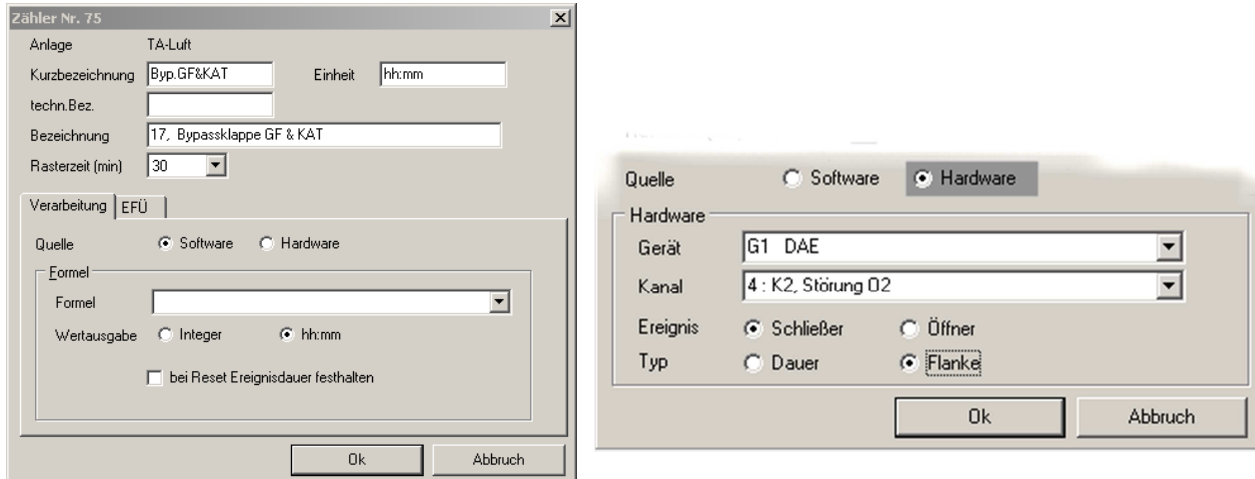 Zähler Nr. 75
Anlage TA-Luft
Kurzbezeichnung Byp.GF&KAT Einheit hh:mm
techn.Bez.
Bezeichnung 17, Bypassklappe GF & KAT
Rasterzeit (min) 30
Verarbeitung EFÜ
Quelle Software Hardware
Formel
Formel
Wertausgabe Integer hh:mm
bei Reset Ereignisdauer festhalten
Ok Abbruch
Quelle Software Hardware
Hardware
Gerät G1 DAE
Kanal 4 : K2, Störung O2
Ereignis Schließer Öffner
Typ Dauer Flanke
Ok Abbruch